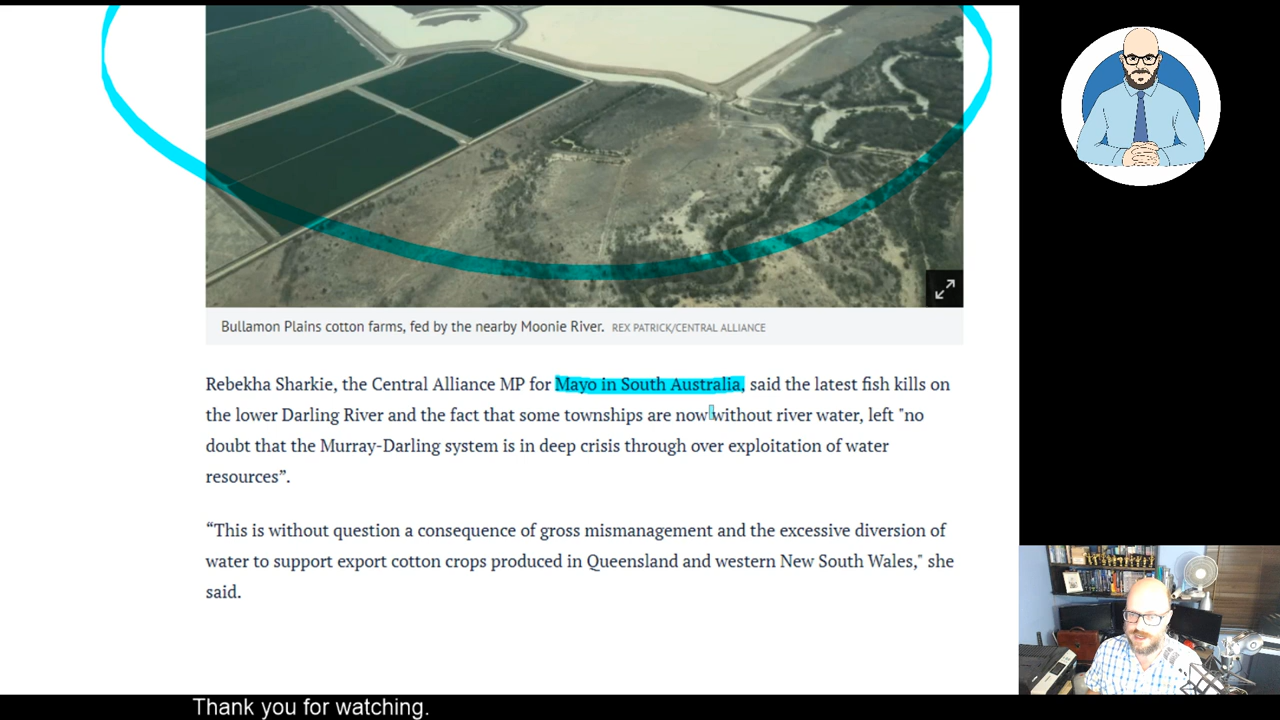 Bullamon Plains cotton farms, fed by the nearby Moonie River. REX PATRICK/CENTRAL ALLIANCE
Rebekha Sharkie, the Central Alliance MP for Mayo in South Australia, said the latest fish kills on
the lower Darling River and the fact that some townships are now without river water, left "no
doubt that the Murray-Darling system is in deep crisis through over exploitation of water
resources”.
“This is without question a consequence of gross mismanagement and the excessive diversion of
water to support export cotton crops produced in Queensland and western New South Wales," she
said.
Thank you for watching.